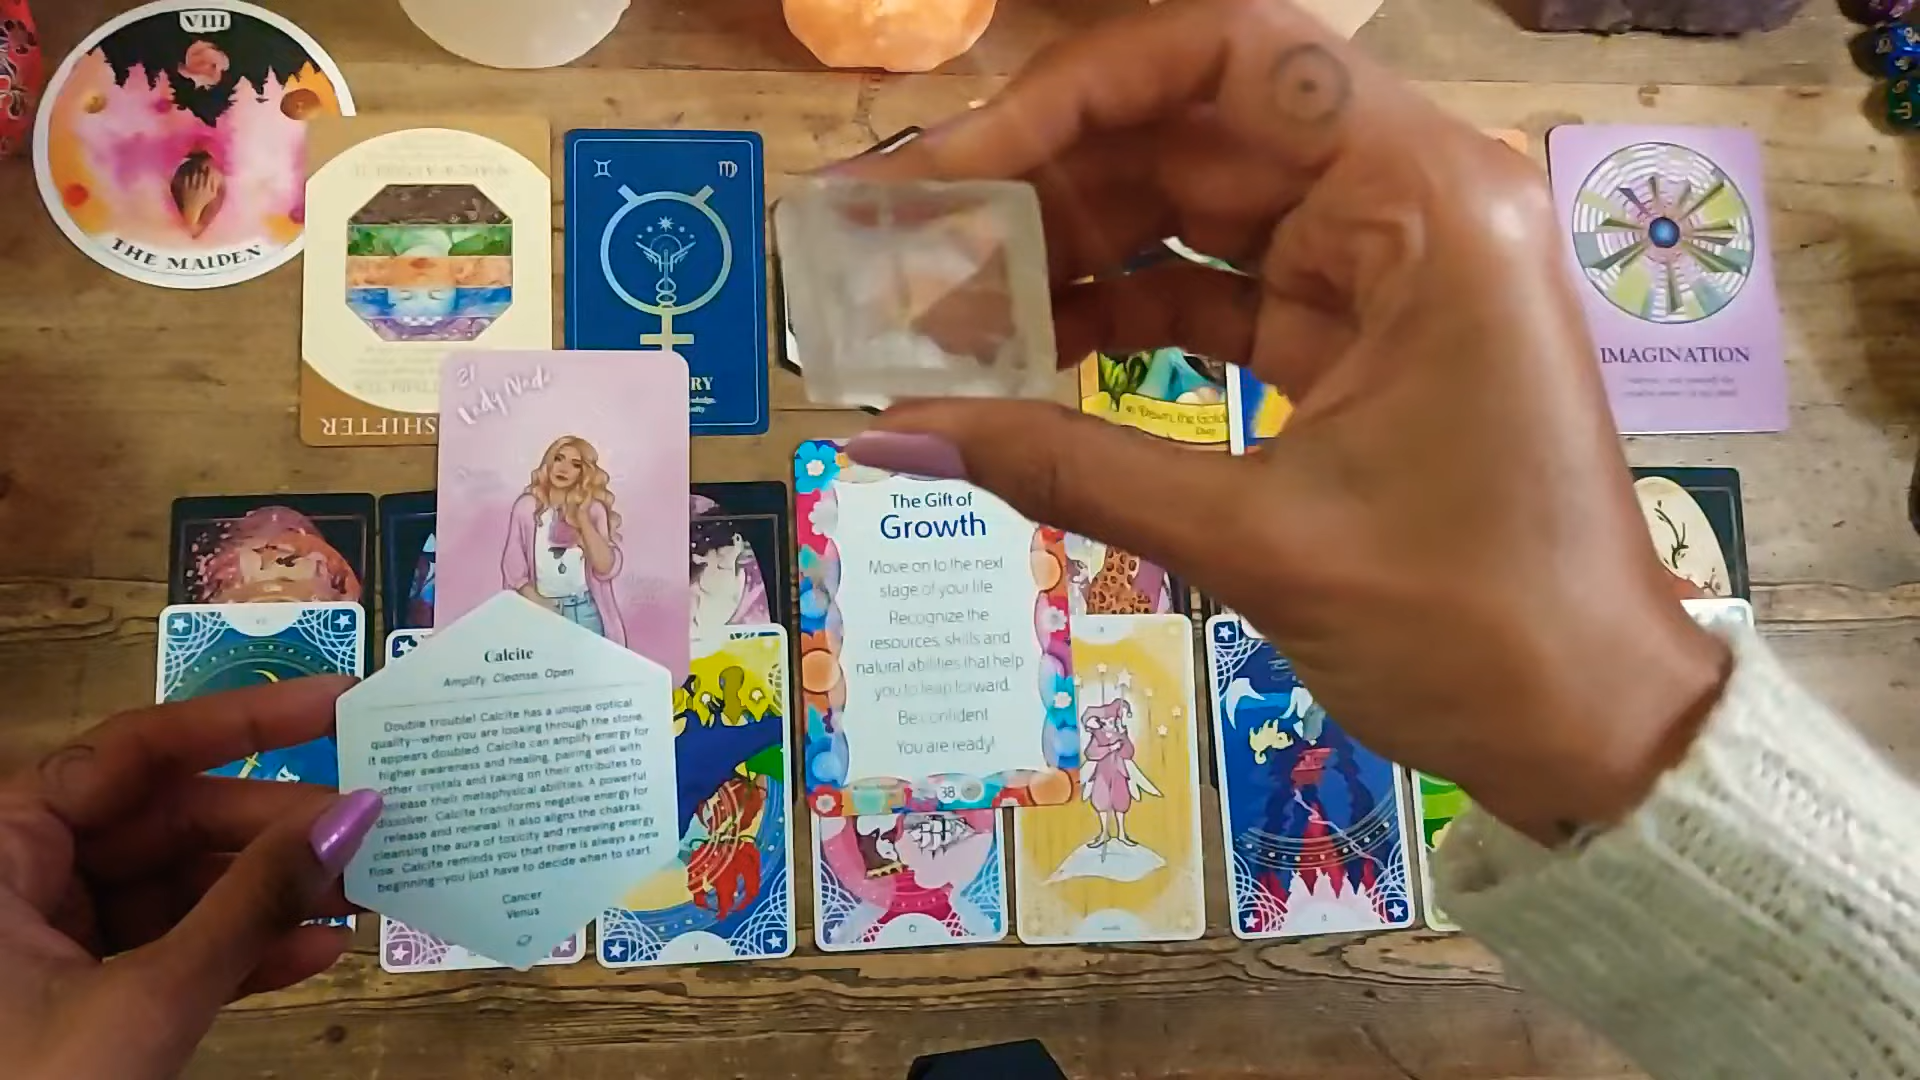 VIII
THE MAIDEN
SHIFTER
RY
21
Lady Nade
Calcite
Amplify. Cleanse. Open
Double trouble! Calcite has a unique optical
quality—when you are looking through the stone,
it appears doubled. Calcite can amplify energy for
higher awareness and healing, pairing well with
other crystals and taking on their attributes to
increase their metaphysical abilities. A powerful
dissolver, Calcite transforms negative energy for
release and renewal; it also aligns the chakras,
cleansing the aura of toxicity and renewing energy
flow. Calcite reminds you that there is always a new
beginning—you just have to decide when to start.
Cancer
Venus
The Gift of
Growth
Move on to the next
stage of your life
Recognize the
resources, skills and
natural abilities that help
you to leap forward.
Be confident
You are ready!
38
Dawn, the Gold
IMAGINATION